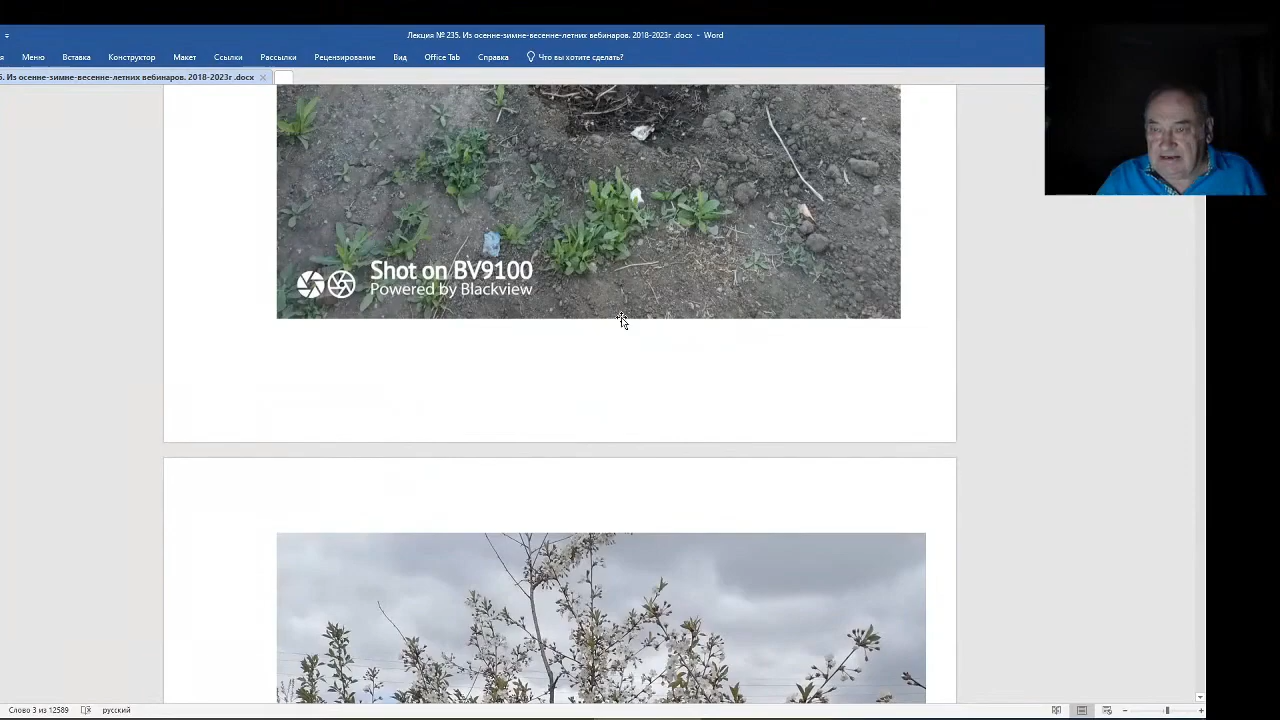 Лекция № 235. Из осенне-зимне-весенне-летних вебинаров. 2018-2023г .docx - Word
Меню Вставка Конструктор Макет Ссылки Рассылки Рецензирование Вид Office Tab Справка Что вы хотите сделать?
5. Из осенне-зимне-весенне-летних вебинаров. 2018-2023г .docx
Shot on BV9100
Powered by Blackview
Слово 3 из 12589 русский